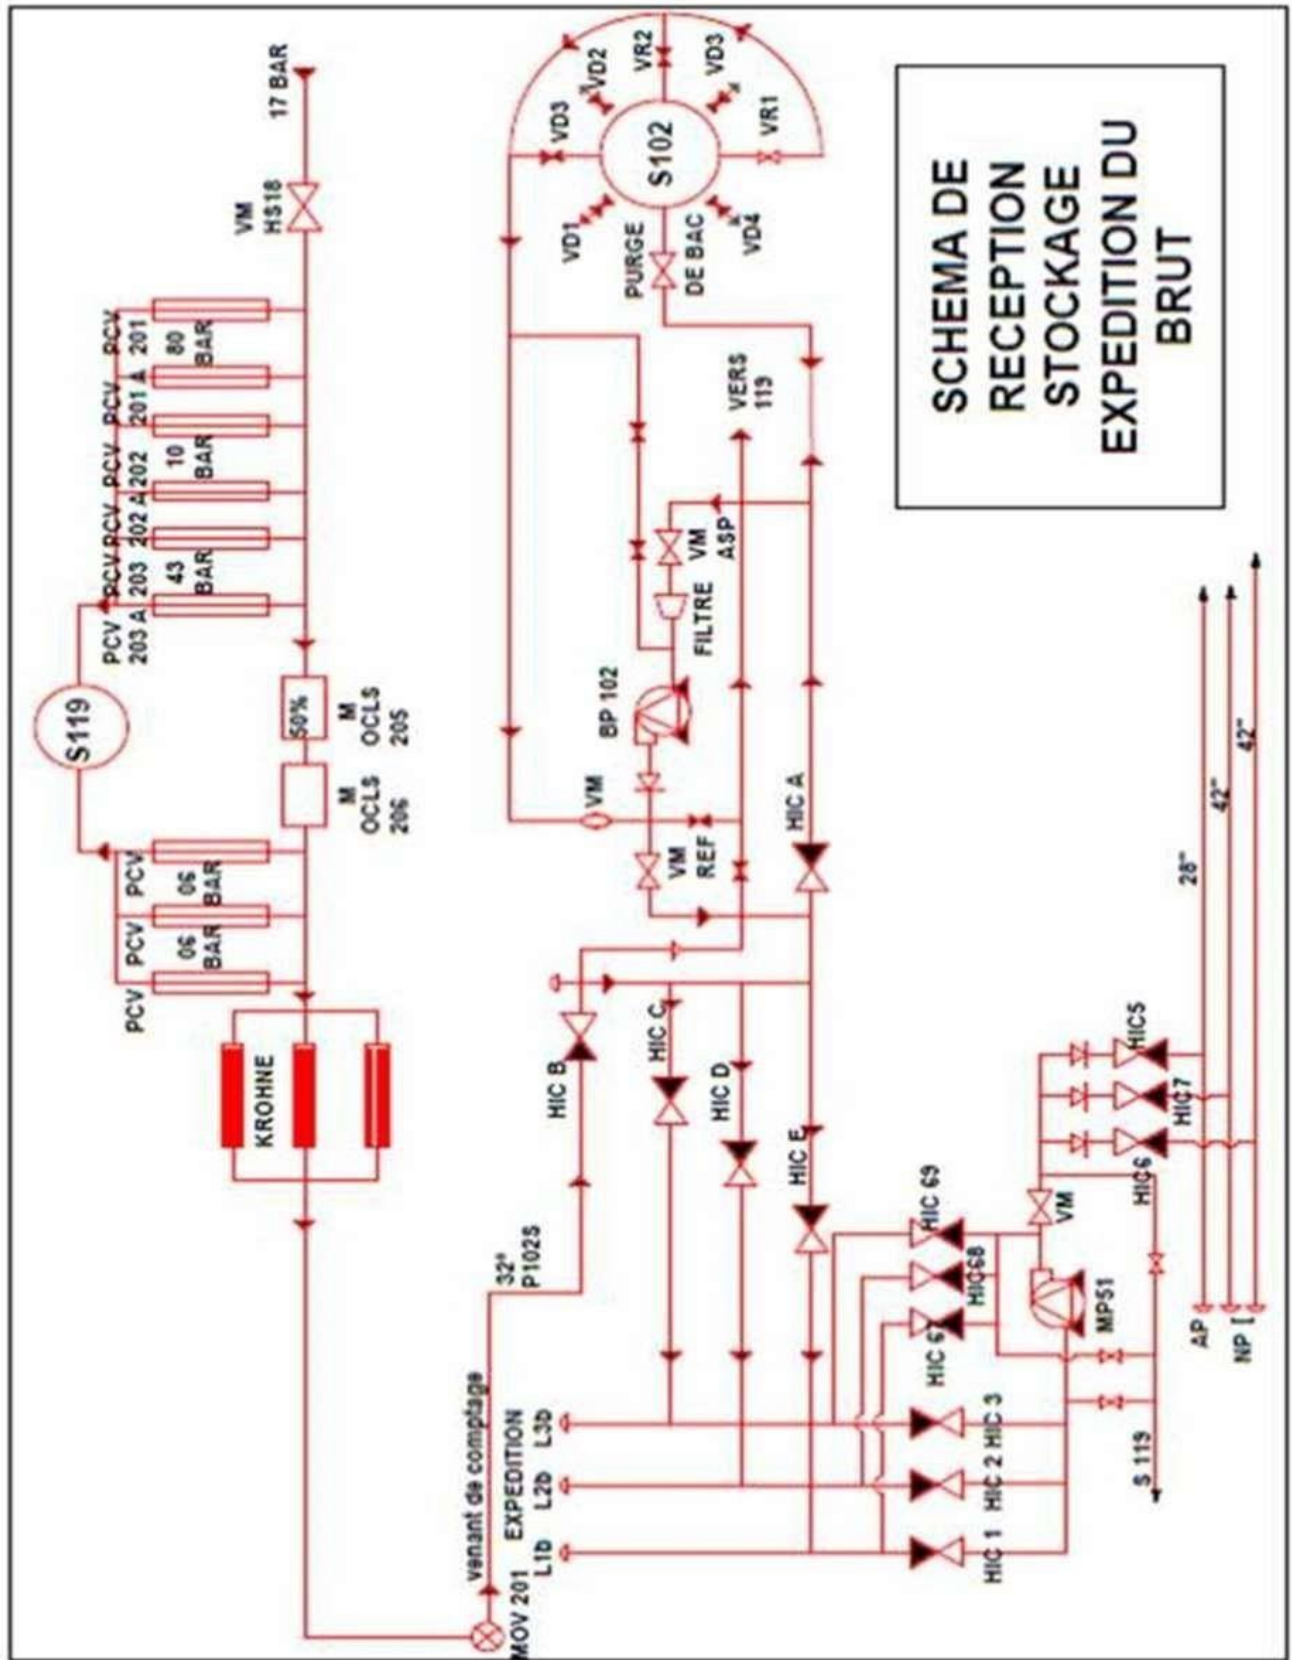 SCHEMA DE
RECEPTION
STOCKAGE
EXPEDITION DU
BRUT
17 BAR
VM
HS18
PCV
201
80
BAR
PCV
201 A
PCV
202
10
BAR
PCV
202 A
PCV
203
43
BAR
PCV
203 A
S119
50%
M
OCLS
205
M
OCLS
206
PCV
06
BAR
PCV
06
BAR
PCV
KROHNE
venant de comptage
MOV 201
EXPEDITION
L1b
L2b
L3b
32"
P102S
HIC B
HIC C
HIC D
HIC E
HIC A
VM
REF
VM
BP 102
FILTRE
VM
ASP
VERS
119
PURGE
DE BAC
S102
VD1
VD3
VD2
VR2
VD3
VR1
VD4
HIC 1
HIC 2
HIC 3
HIC 67
HIC68
HIC 69
MP51
VM
HIC6
HIC7
HIC5
S 119
AP
NP [
28"
42"
42"